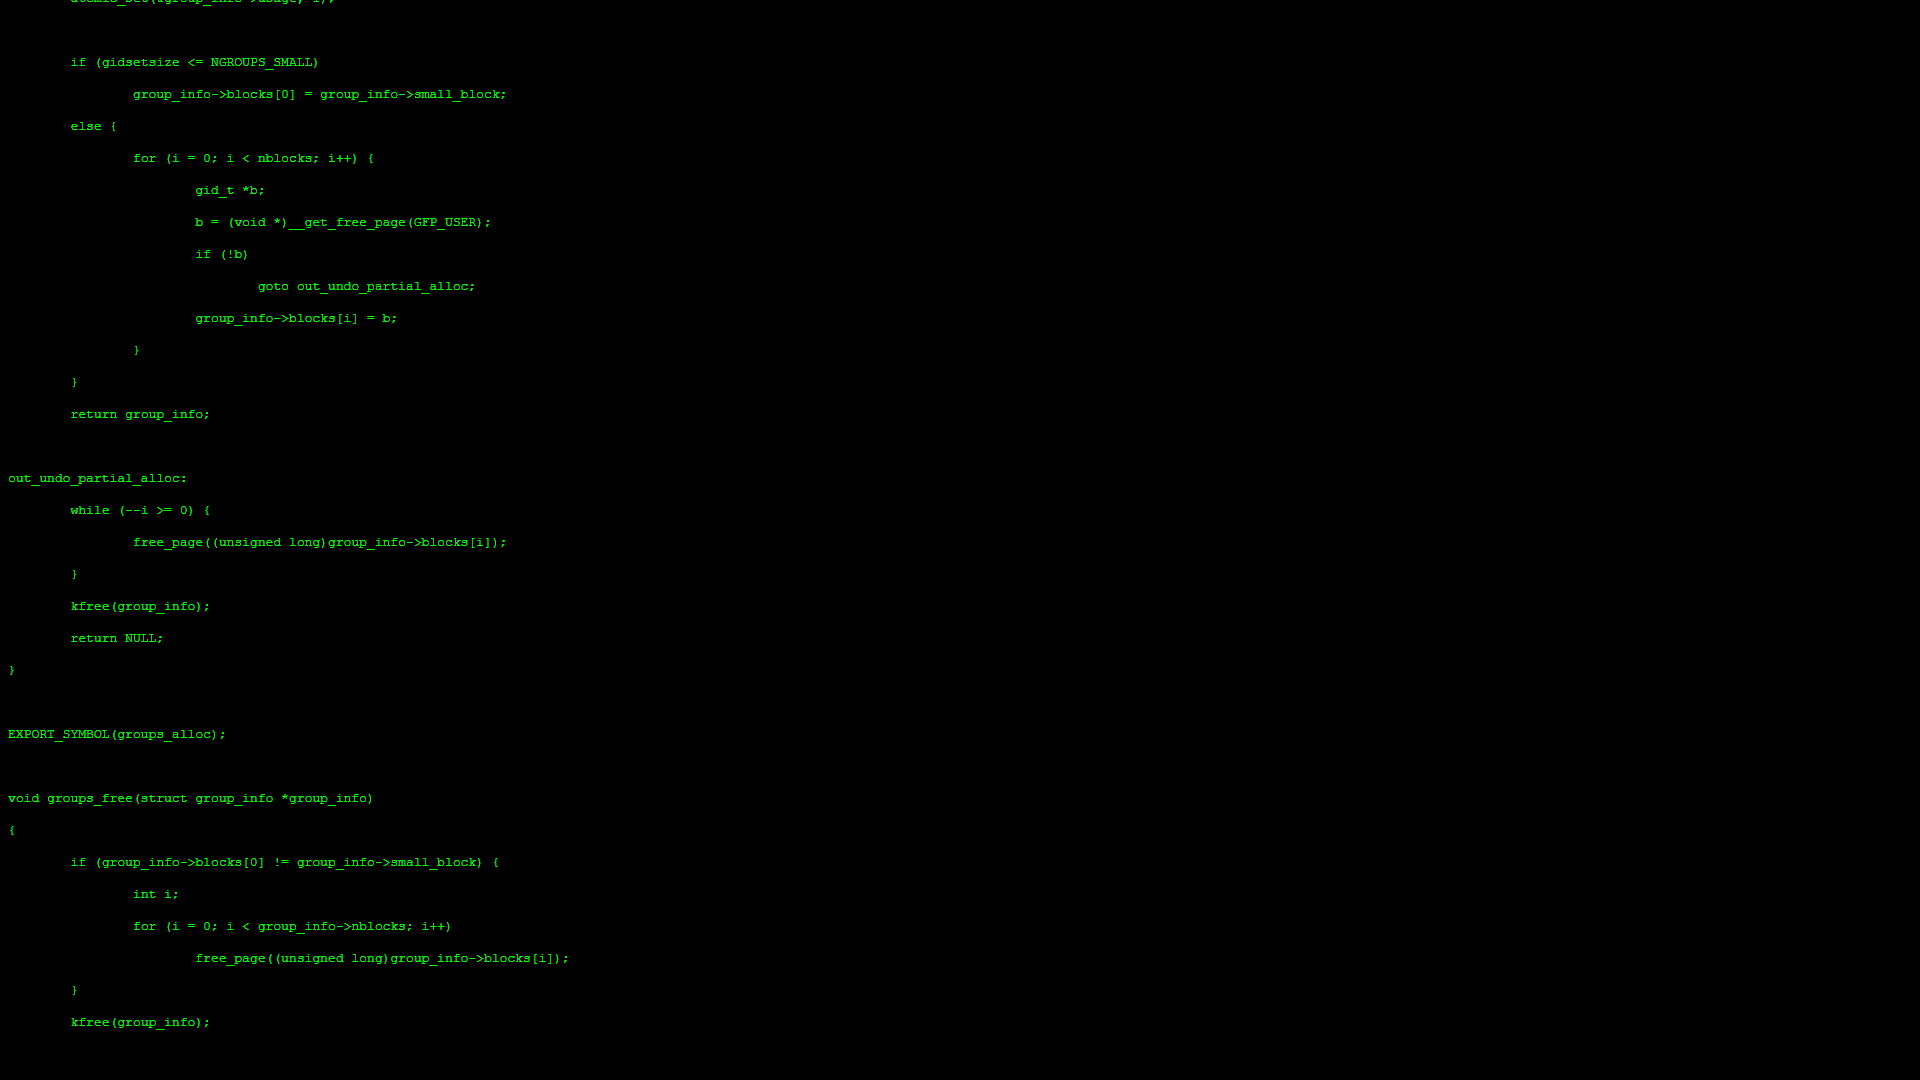 if (gidsetsize <= NGROUPS_SMALL)
group_info->blocks[0] = group_info->small_block;
else {
for (i = 0; i < nblocks; i++) {
gid_t *b;
b = (void *)__get_free_page(GFP_USER);
if (!b)
goto out_undo_partial_alloc;
group_info->blocks[i] = b;
}
}
return group_info;
out_undo_partial_alloc:
while (--i >= 0) {
free_page((unsigned long)group_info->blocks[i]);
}
kfree(group_info);
return NULL;
}
EXPORT_SYMBOL(groups_alloc);
void groups_free(struct group_info *group_info)
{
if (group_info->blocks[0] != group_info->small_block) {
int i;
for (i = 0; i < group_info->nblocks; i++)
free_page((unsigned long)group_info->blocks[i]);
}
kfree(group_info);